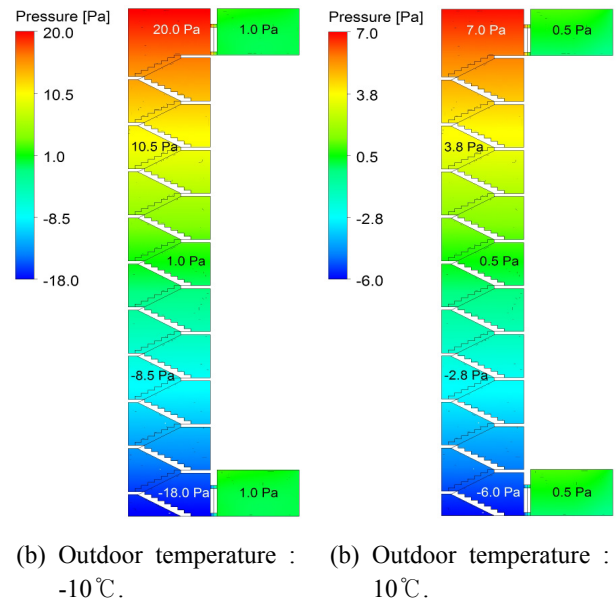 Pressure [Pa]
20.0
10.5
1.0
-8.5
-18.0
20.0 Pa
1.0 Pa
10.5 Pa
1.0 Pa
-8.5 Pa
-18.0 Pa
1.0 Pa
Pressure [Pa]
7.0
3.8
0.5
-2.8
-6.0
7.0 Pa
0.5 Pa
3.8 Pa
0.5 Pa
-2.8 Pa
-6.0 Pa
0.5 Pa
(b) Outdoor temperature :
-10℃.
(b) Outdoor temperature :
10℃.